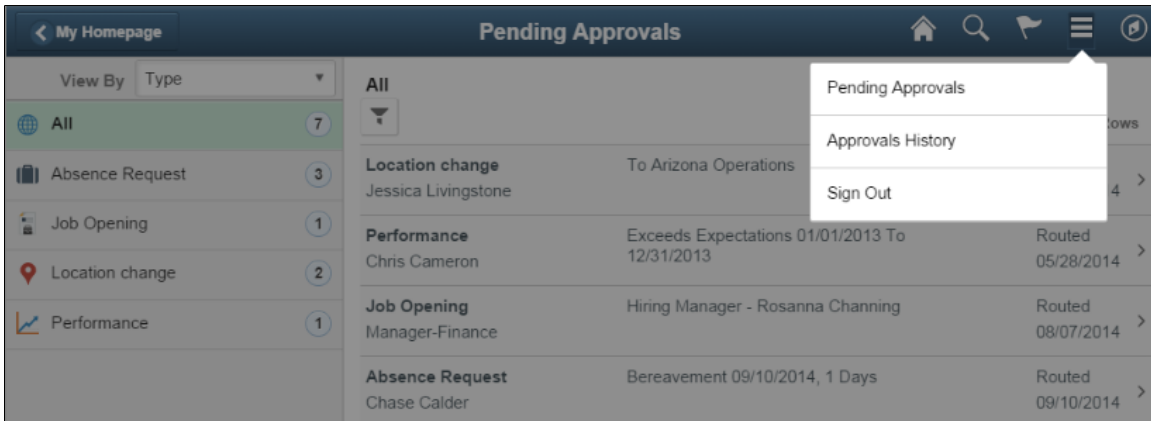 My Homepage
Pending Approvals
View By Type
All 7
Absence Request 3
Job Opening 1
Location change 2
Performance 1
All
Pending Approvals
Approvals History
Sign Out
Location change To Arizona Operations
Jessica Livingstone
Performance Exceeds Expectations 01/01/2013 To Routed
Chris Cameron 12/31/2013 05/28/2014
Job Opening Hiring Manager - Rosanna Channing Routed
Manager-Finance 08/07/2014
Absence Request Bereavement 09/10/2014, 1 Days Routed
Chase Calder 09/10/2014